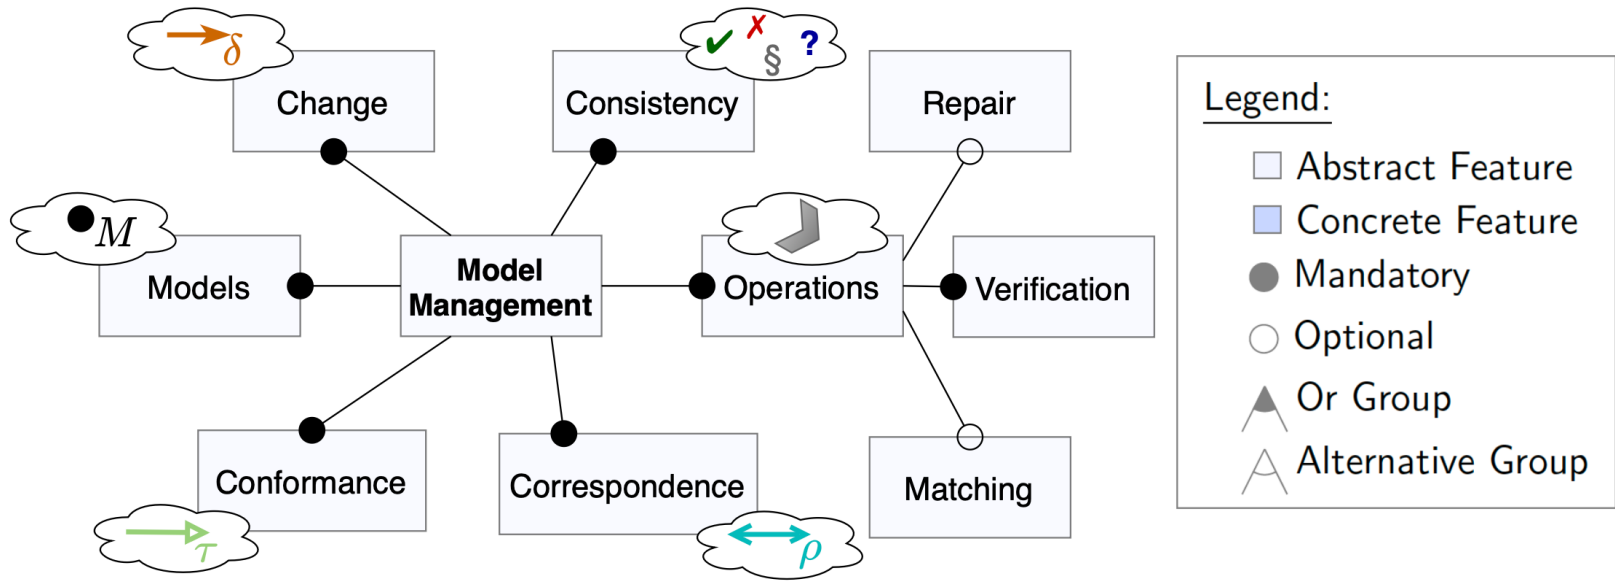 δ
Change
✔ ✗ § ?
Consistency
Repair
M
Models
Model
Management
Operations
Verification
Conformance
τ
Correspondence
ρ
Matching
Legend:
Abstract Feature
Concrete Feature
Mandatory
Optional
Or Group
Alternative Group